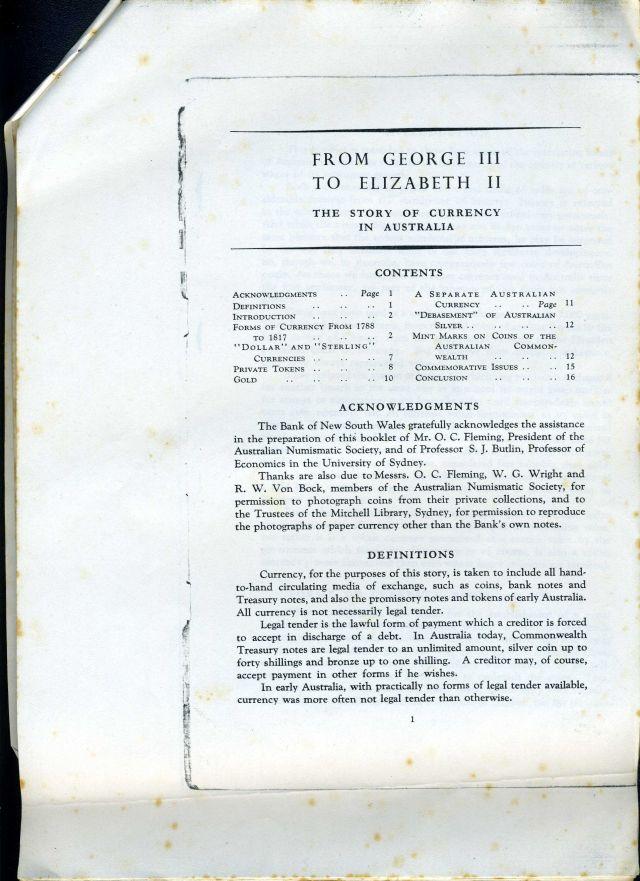 FROM GEORGE III
TO ELIZABETH II
THE STORY OF CURRENCY
IN AUSTRALIA
CONTENTS
ACKNOWLEDGMENTS .. Page 1
DEFINITIONS .. .. .. 1
INTRODUCTION .. .. .. 2
FORMS OF CURRENCY FROM 1788
TO 1817 .. .. .. 2
"DOLLAR" AND "STERLING"
CURRENCIES .. .. .. 7
PRIVATE TOKENS .. .. .. 8
GOLD .. .. .. .. 10
A SEPARATE AUSTRALIAN
CURRENCY .. .. Page 11
"DEBASEMENT" OF AUSTRALIAN
SILVER .. .. .. .. 12
MINT MARKS ON COINS OF THE
AUSTRALIAN COMMON-
WEALTH .. .. .. 12
COMMEMORATIVE ISSUES .. .. 15
CONCLUSION .. .. .. 16
ACKNOWLEDGMENTS
The Bank of New South Wales gratefully acknowledges the assistance
in the preparation of this booklet of Mr. O. C. Fleming, President of the
Australian Numismatic Society, and of Professor S. J. Butlin, Professor of
Economics in the University of Sydney.
Thanks are also due to Messrs. O. C. Fleming, W. G. Wright and
R. W. Von Bock, members of the Australian Numismatic Society, for
permission to photograph coins from their private collections, and to
the Trustees of the Mitchell Library, Sydney, for permission to reproduce
the photographs of paper currency other than the Bank's own notes.
DEFINITIONS
Currency, for the purposes of this story, is taken to include all hand-
to-hand circulating media of exchange, such as coins, bank notes and
Treasury notes, and also the promissory notes and tokens of early Australia.
All currency is not necessarily legal tender.
Legal tender is the lawful form of payment which a creditor is forced
to accept in discharge of a debt. In Australia today, Commonwealth
Treasury notes are legal tender to an unlimited amount, silver coin up to
forty shillings and bronze up to one shilling. A creditor may, of course,
accept payment in other forms if he wishes.
In early Australia, with practically no forms of legal tender available,
currency was more often not legal tender than otherwise.
1